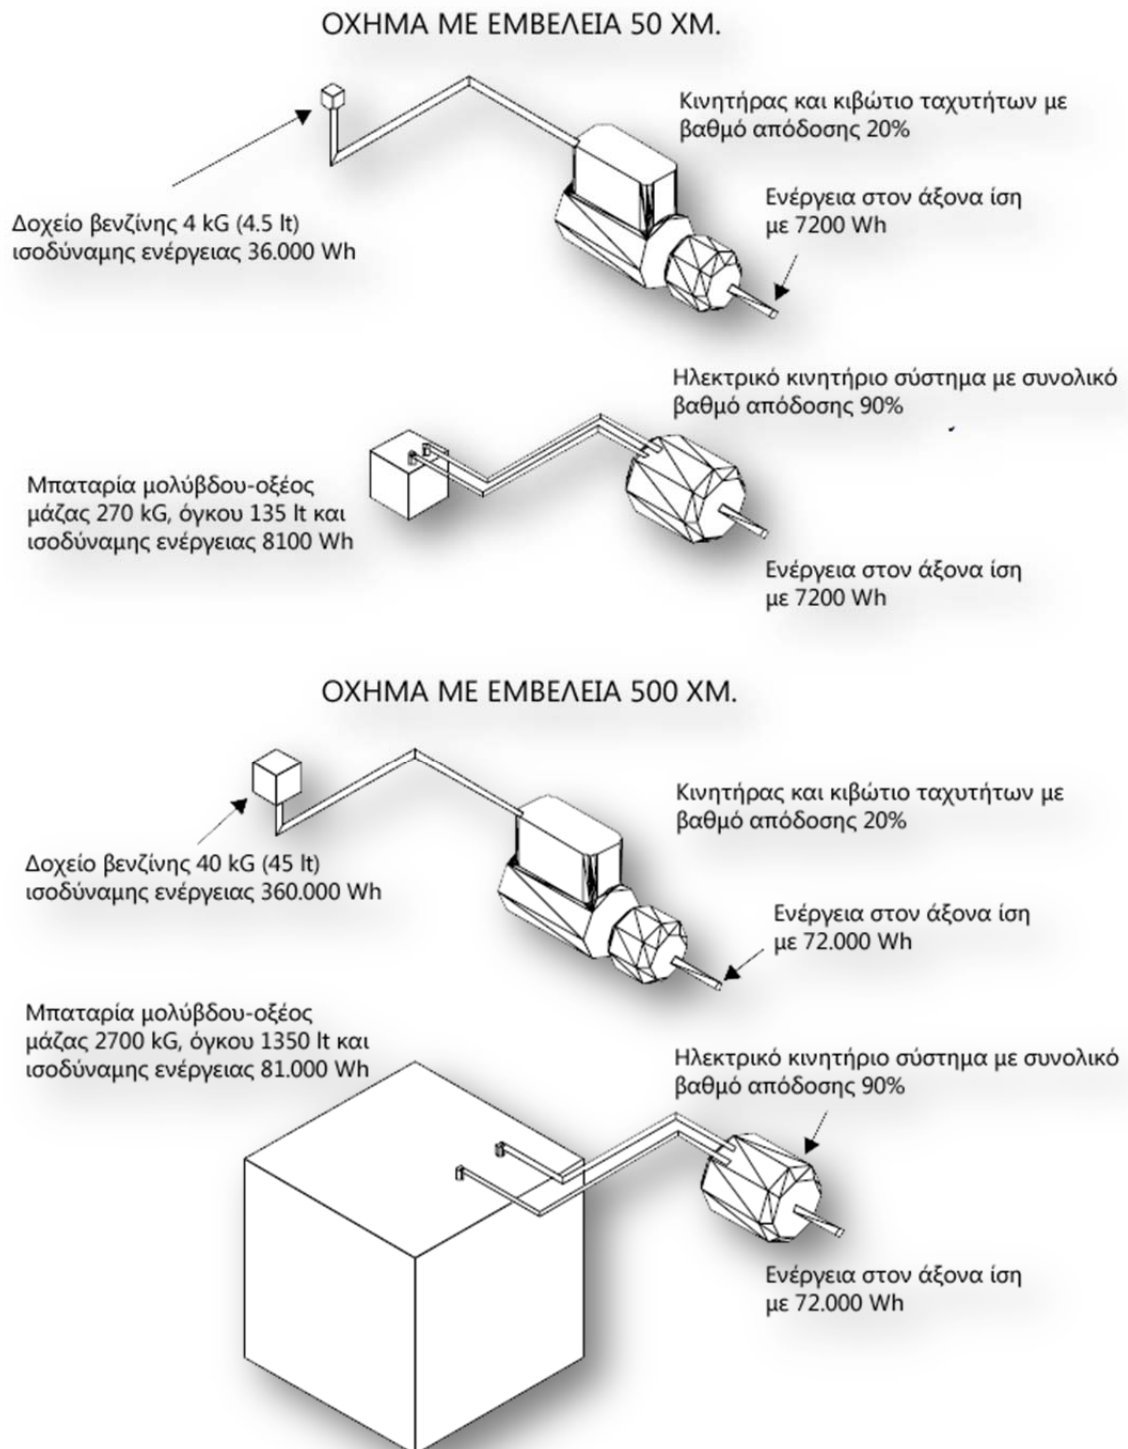 ΟΧΗΜΑ ΜΕ ΕΜΒΕΛΕΙΑ 50 ΧΜ.
Κινητήρας και κιβώτιο ταχυτήτων με
βαθμό απόδοσης 20%
Ενέργεια στον άξονα ίση
με 7200 Wh
Δοχείο βενζίνης 4 kG (4.5 lt)
ισοδύναμης ενέργειας 36.000 Wh
Ηλεκτρικό κινητήριο σύστημα με συνολικό
βαθμό απόδοσης 90%
Μπαταρία μολύβδου-οξέος
μάζας 270 kG, όγκου 135 lt και
ισοδύναμης ενέργειας 8100 Wh
Ενέργεια στον άξονα ίση
με 7200 Wh
ΟΧΗΜΑ ΜΕ ΕΜΒΕΛΕΙΑ 500 ΧΜ.
Κινητήρας και κιβώτιο ταχυτήτων με
βαθμό απόδοσης 20%
Δοχείο βενζίνης 40 kG (45 lt)
ισοδύναμης ενέργειας 360.000 Wh
Ενέργεια στον άξονα ίση
με 72.000 Wh
Μπαταρία μολύβδου-οξέος
μάζας 2700 kG, όγκου 1350 lt και
ισοδύναμης ενέργειας 81.000 Wh
Ηλεκτρικό κινητήριο σύστημα με συνολικό
βαθμό απόδοσης 90%
Ενέργεια στον άξονα ίση
με 72.000 Wh